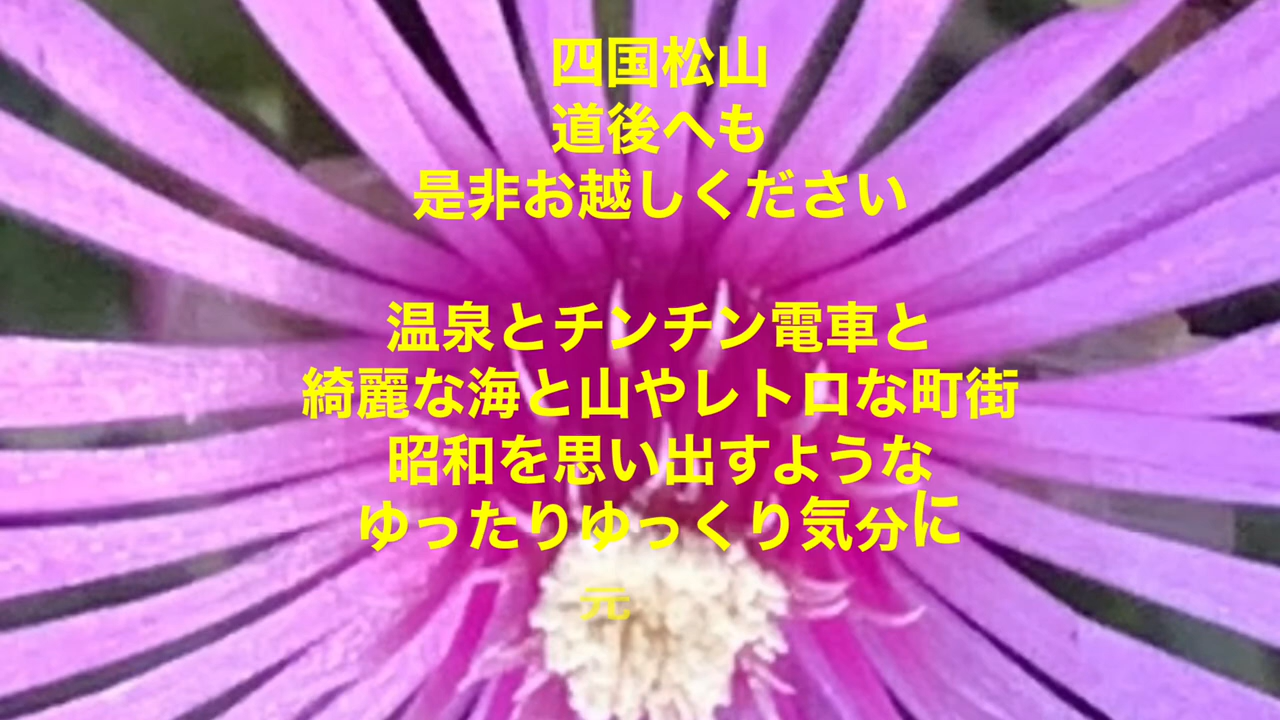 四国松山
道後へも
是非お越しください
温泉とチンチン電車と
綺麗な海と山やレトロな町街
昭和を思い出すような
ゆったりゆっくり気分に
元